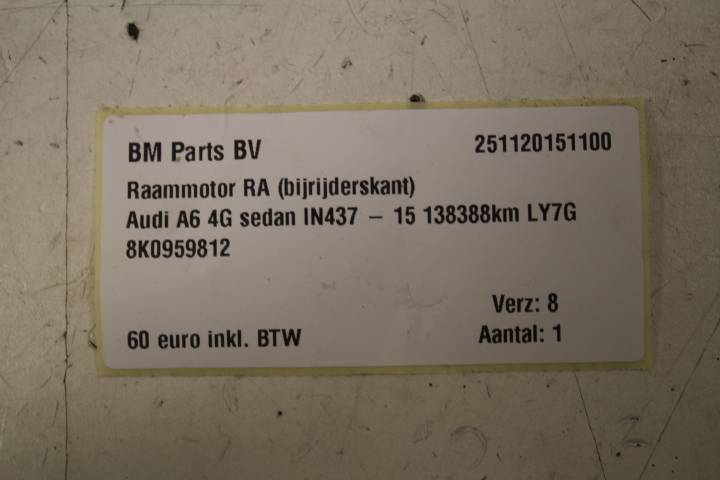 BM Parts BV 251120151100
Raammotor RA (bijrijderskant)
Audi A6 4G sedan IN437 – 15 138388km LY7G
8K0959812
Verz: 8
60 euro inkl. BTW Aantal: 1